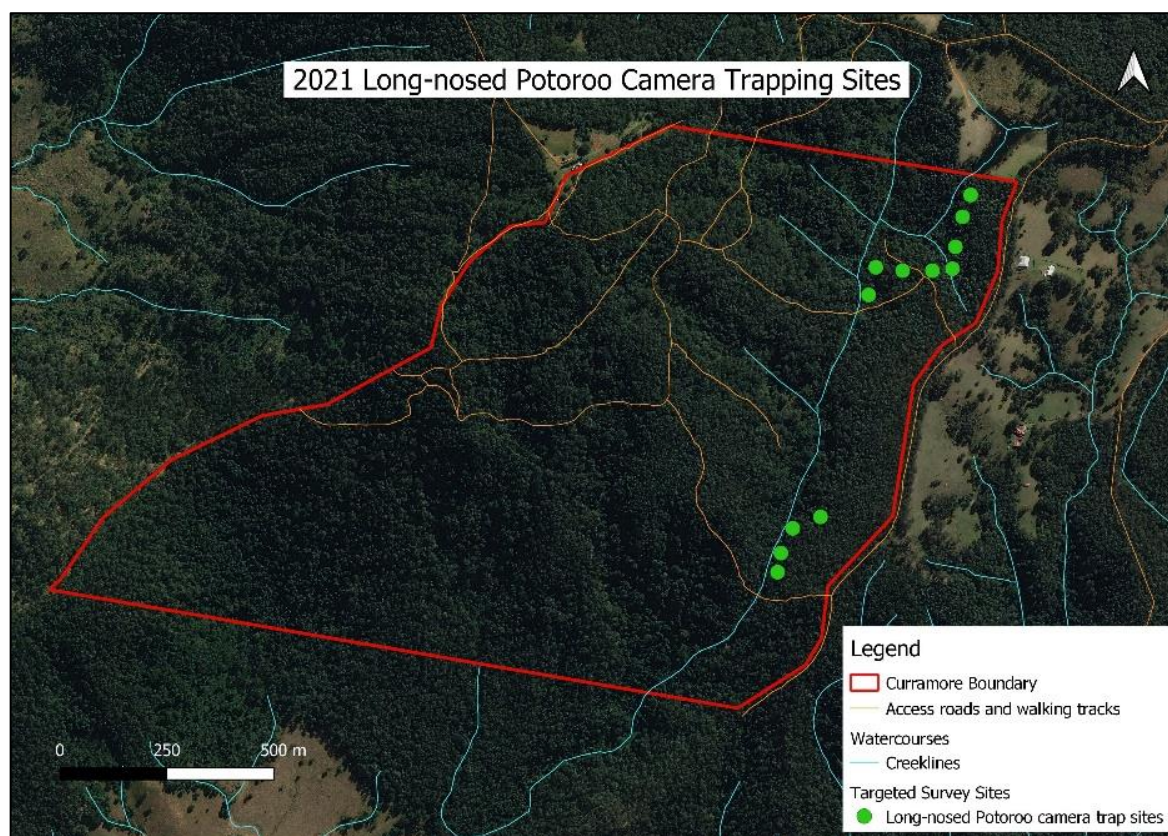 2021 Long-nosed Potoroo Camera Trapping Sites
0 250 500 m
Legend
Curramore Boundary
Access roads and walking tracks
Watercourses
Creeklines
Targeted Survey Sites
Long-nosed Potoroo camera trap sites